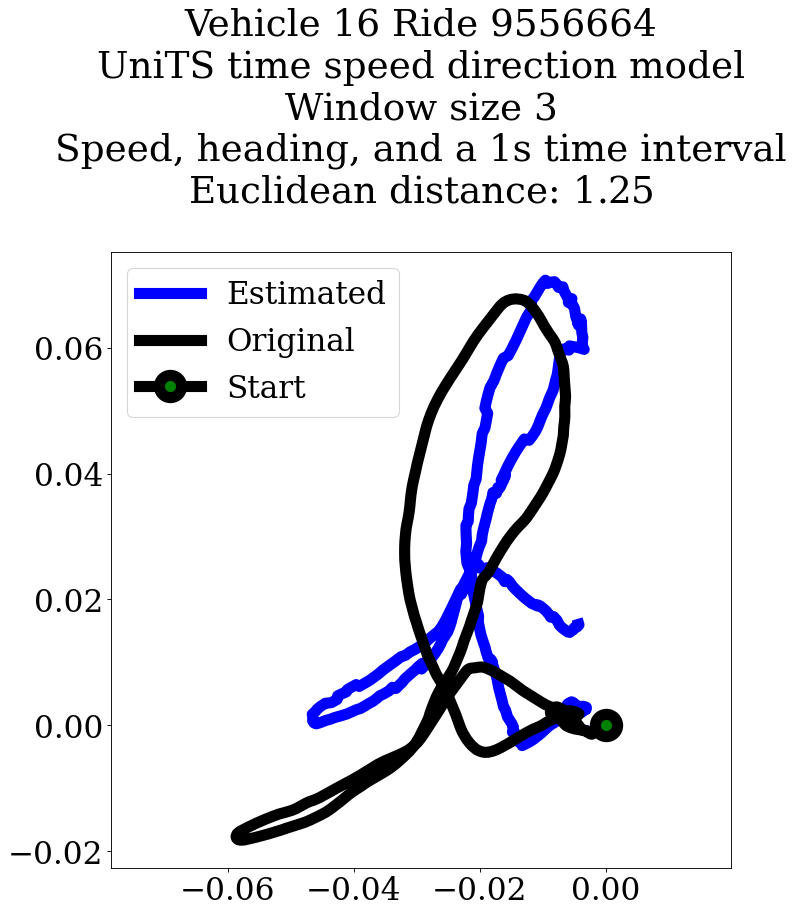 Vehicle 16 Ride 9556664
UniTS time speed direction model
Window size 3
Speed, heading, and a 1s time interval
Euclidean distance: 1.25
Estimated
Original
Start
0.06
0.04
0.02
0.00
−0.02
−0.06
−0.04
−0.02
0.00